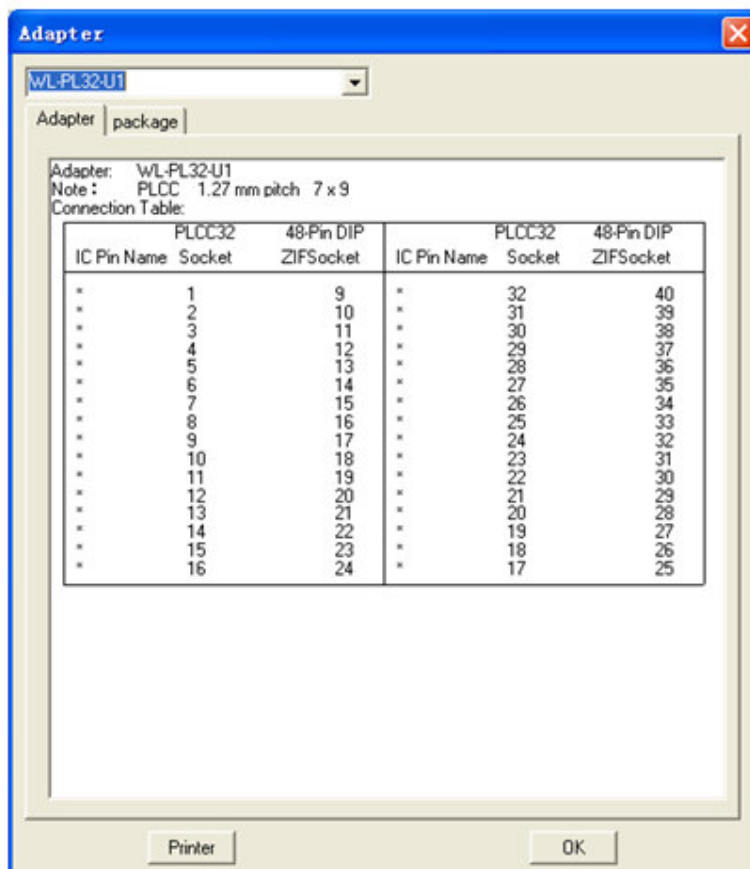 Adapter
WL-PL32-U1
Adapter package
Adapter: WL-PL32-U1
Note: PLCC 1.27 mm pitch 7 x 9
Connection Table:
PLCC32 48-Pin DIP PLCC32 48-Pin DIP
IC Pin Name Socket ZIFSocket IC Pin Name Socket ZIFSocket
* 1 9 * 32 40
* 2 10 * 31 39
* 3 11 * 30 38
* 4 12 * 29 37
* 5 13 * 28 36
* 6 14 * 27 35
* 7 15 * 26 34
* 8 16 * 25 33
* 9 17 * 24 32
* 10 18 * 23 31
* 11 19 * 22 30
* 12 20 * 21 29
* 13 21 * 20 28
* 14 22 * 19 27
* 15 23 * 18 26
* 16 24 * 17 25
Printer OK